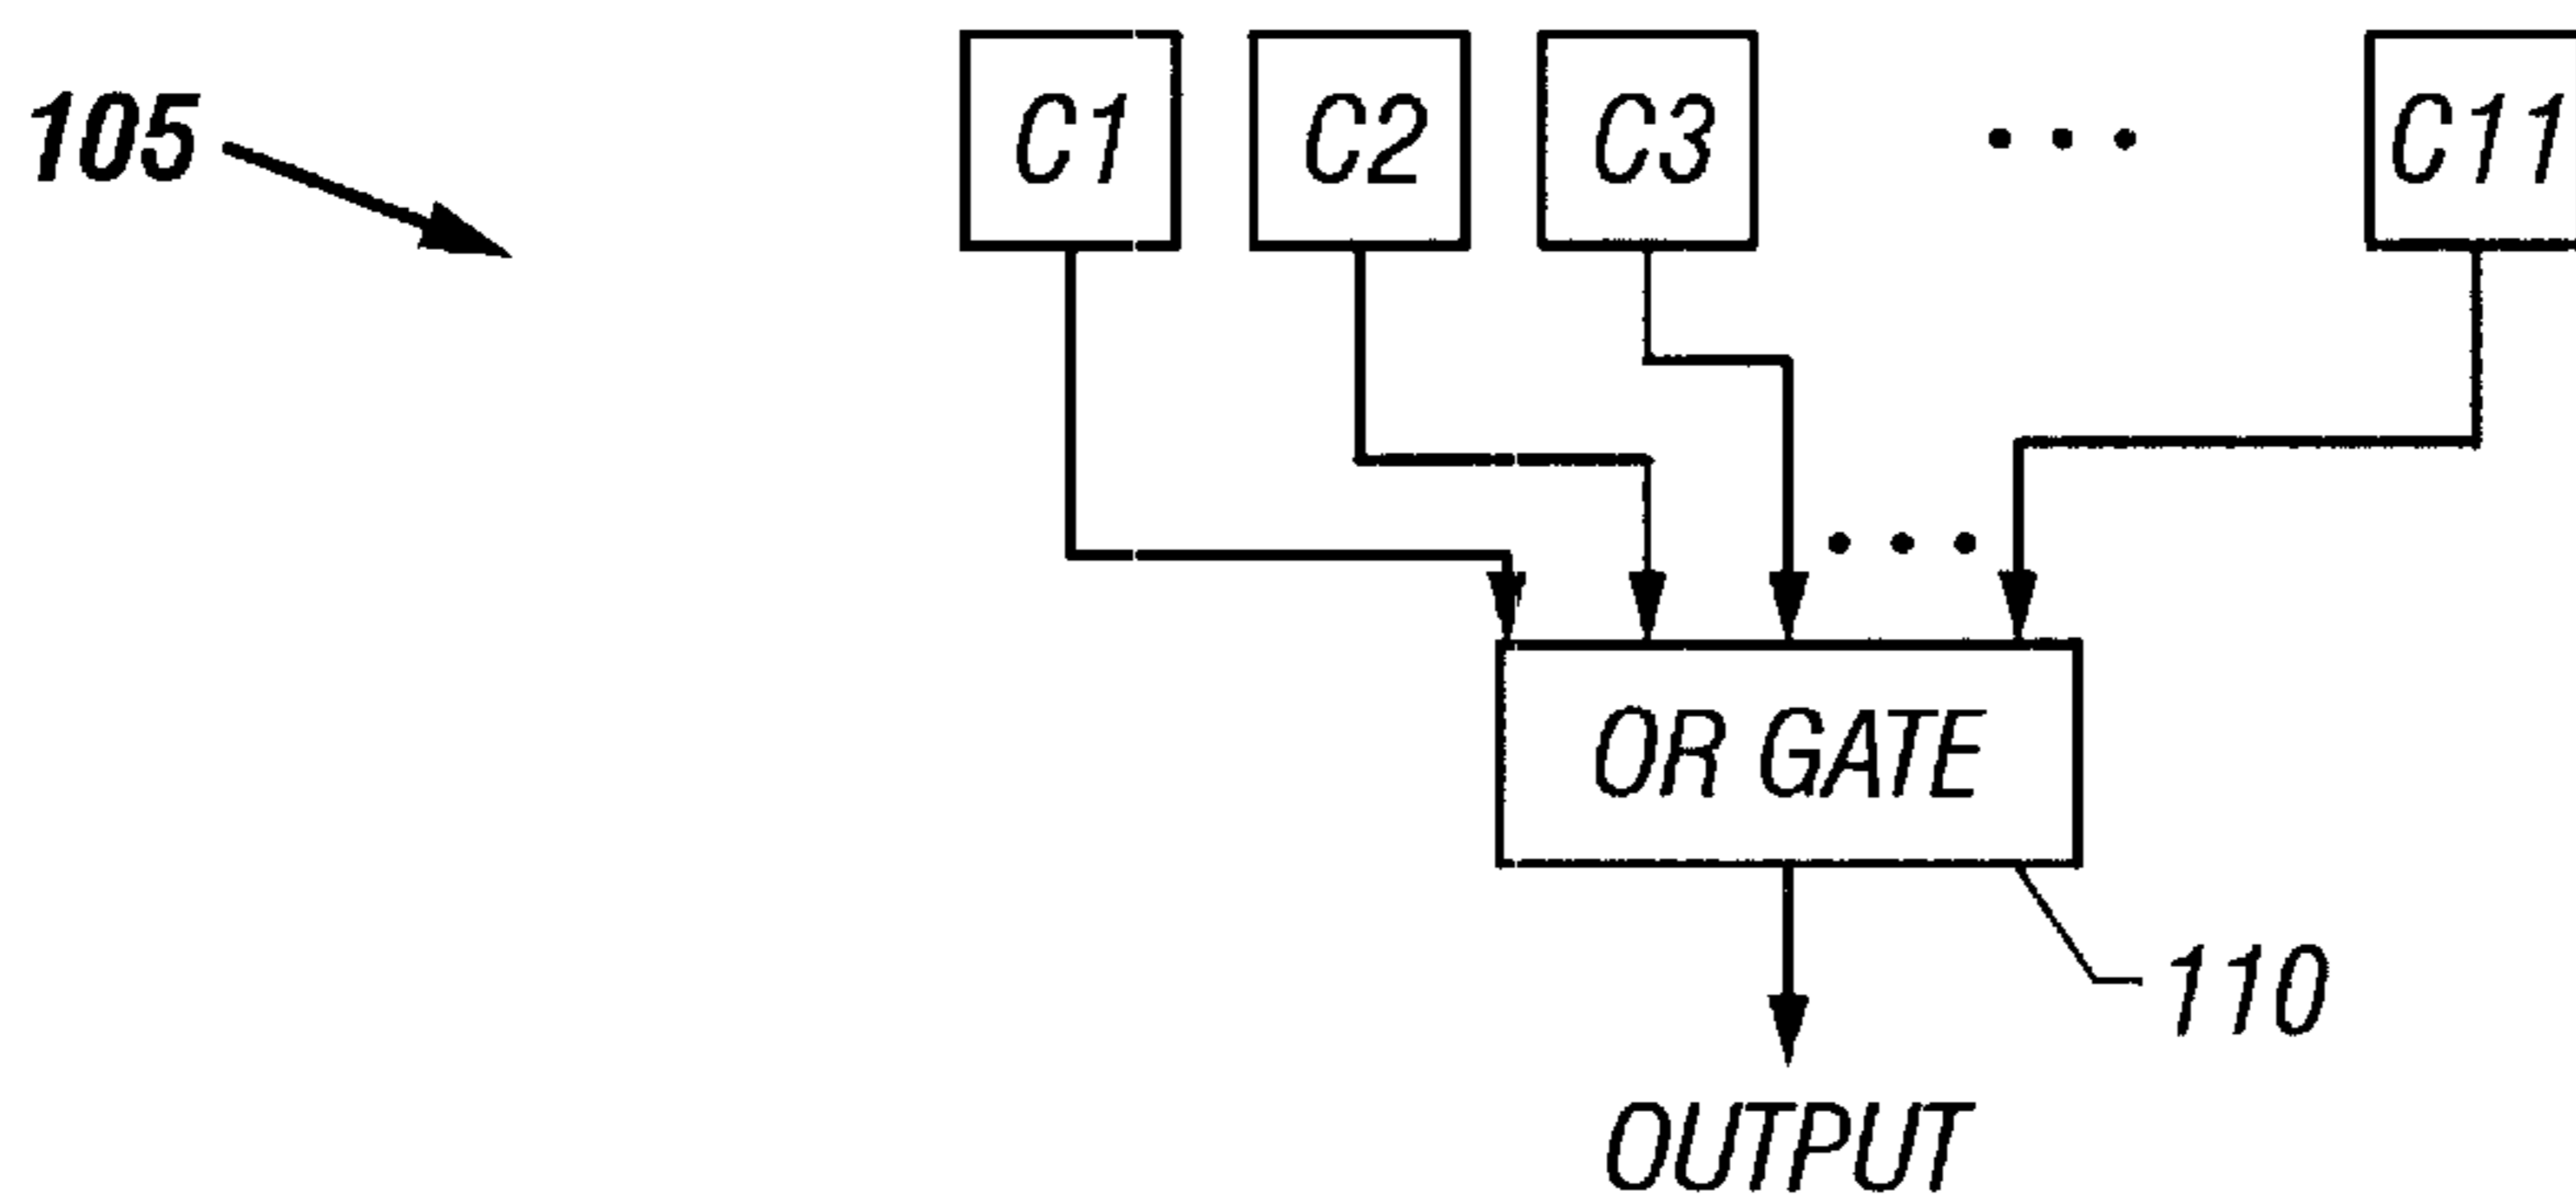 105
C1 C2 C3 • • • C11
• • •
OR GATE
110
OUTPUT